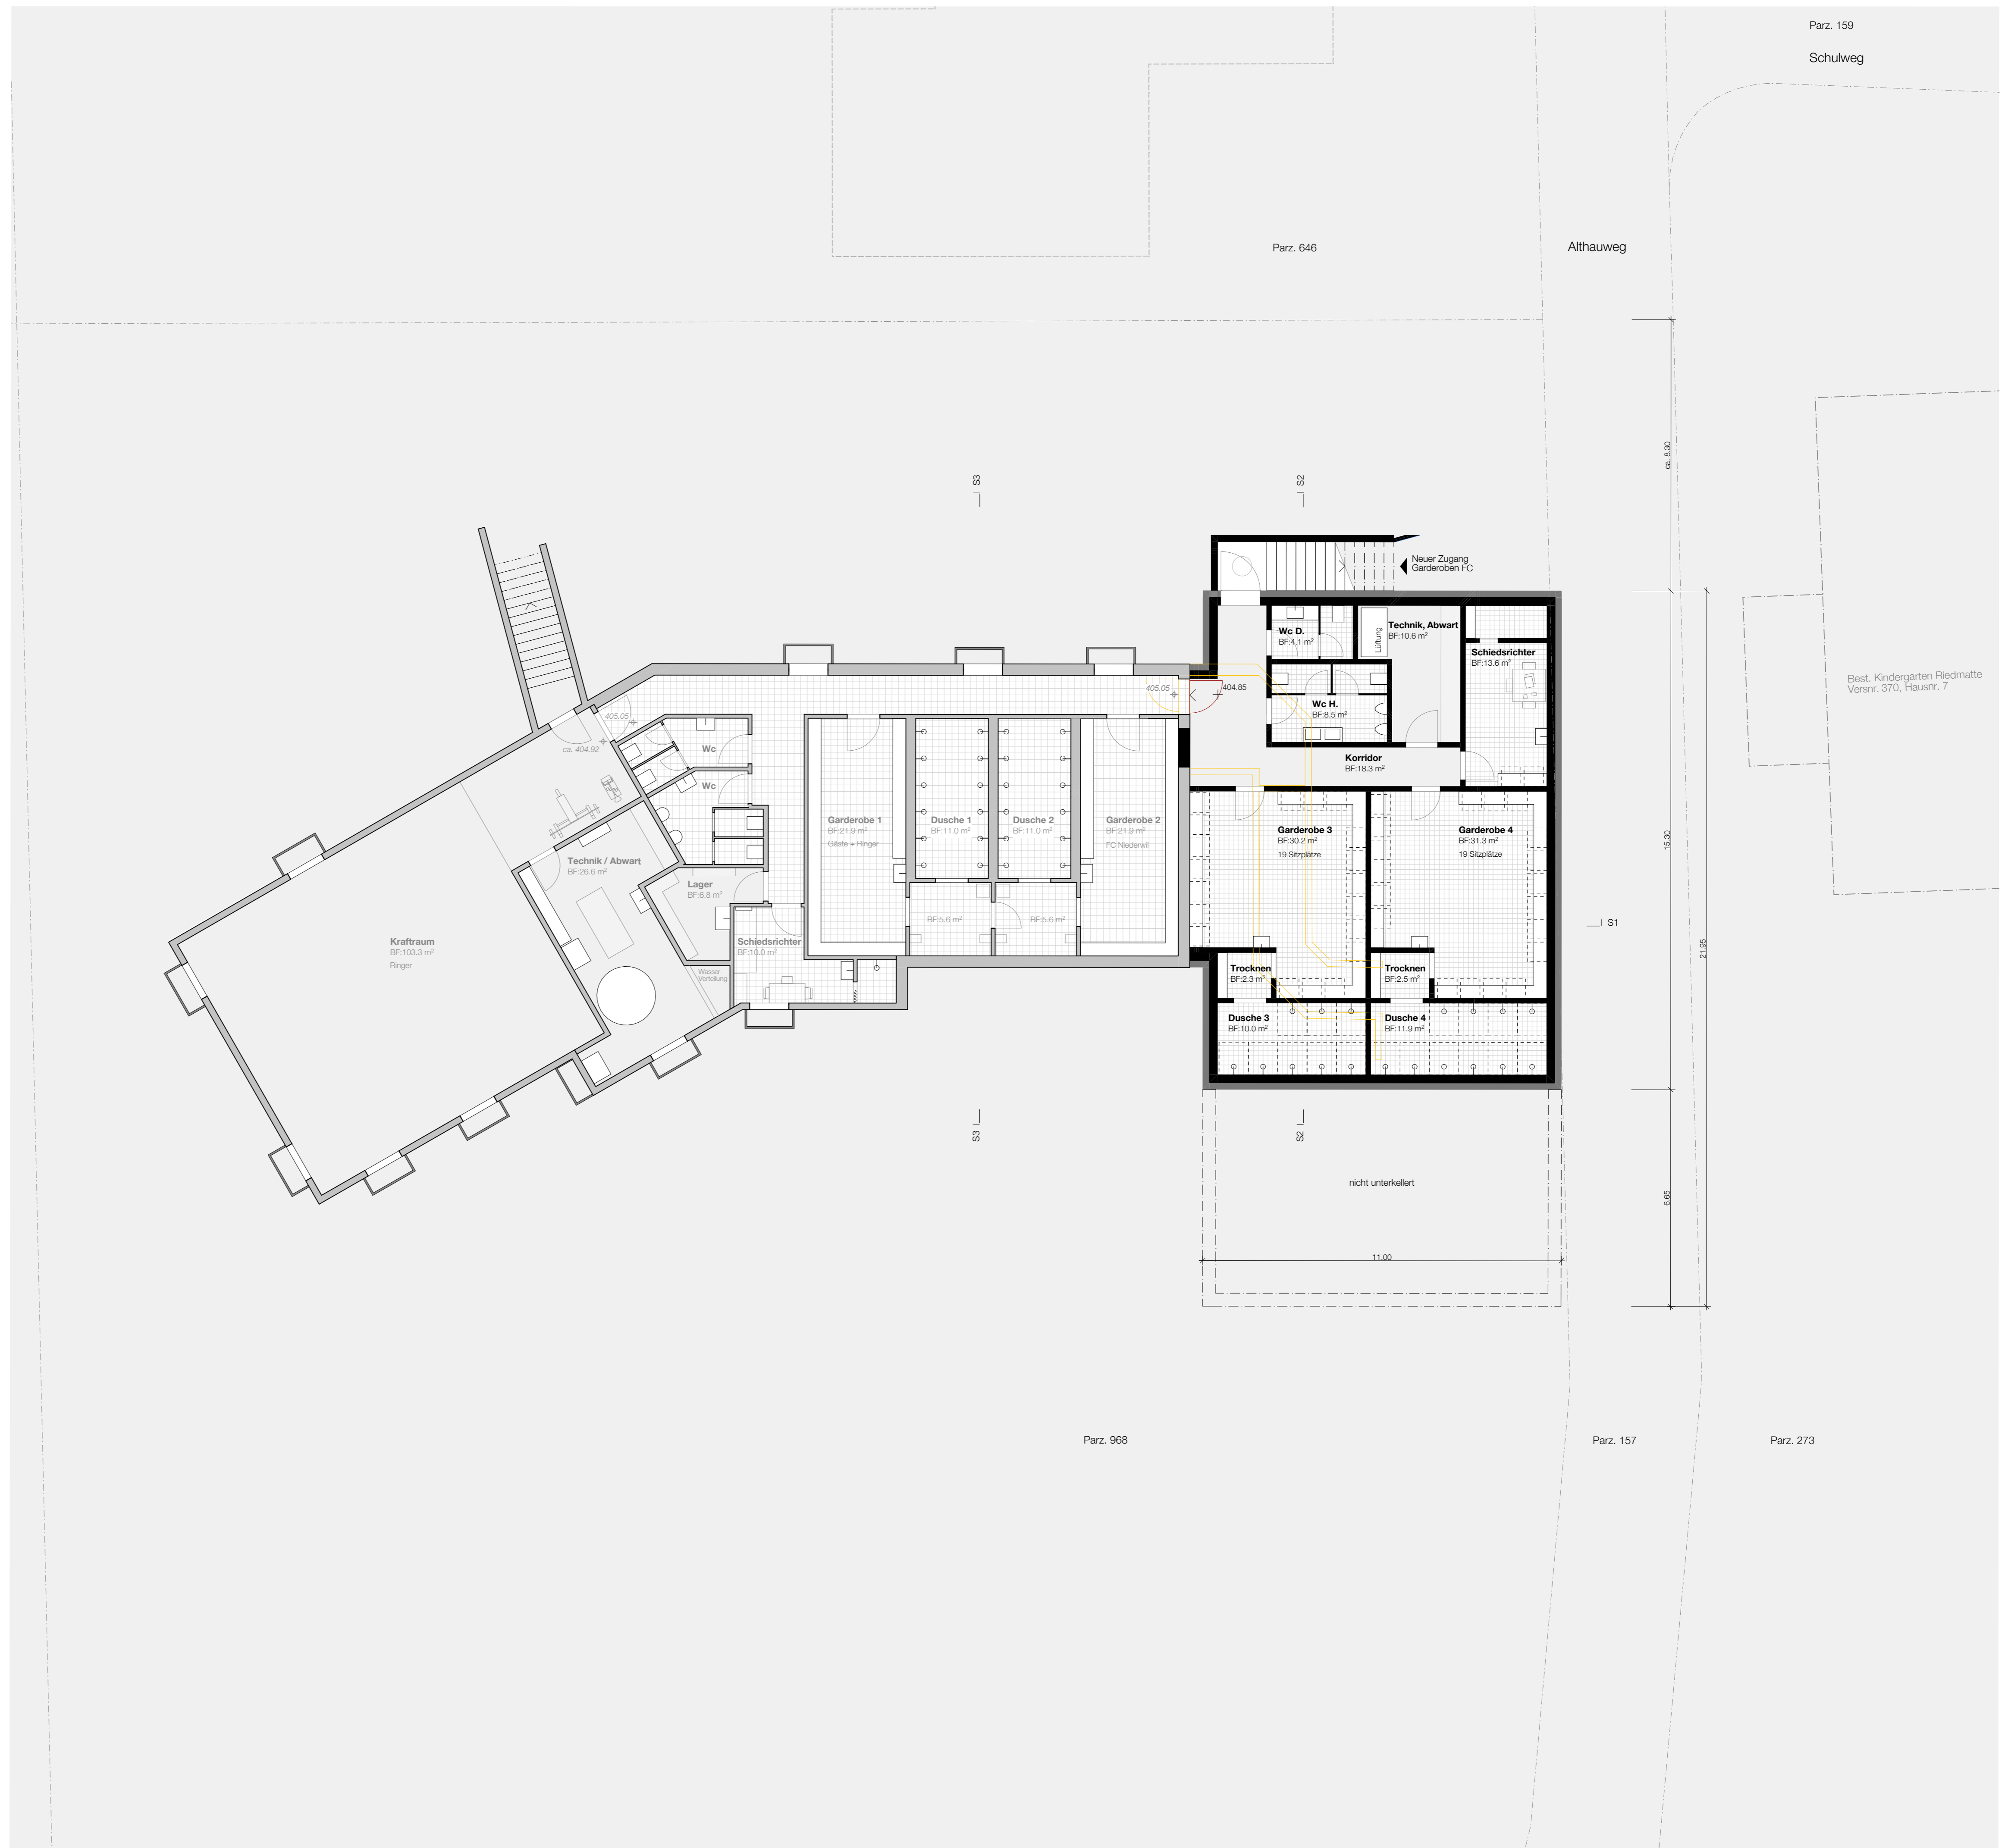 Parz. 159
Schulweg
Parz. 646
Althauweg
ca. 8.30
S3
S2
Neuer Zugang
Garderoben FC
Wc D.
BF:4.1 m²
Lüftung
Technik, Abwart
BF:10.6 m²
Schiedsrichter
BF:13.6 m²
Best. Kindergarten Riedmatte
Versnr. 370, Hausnr. 7
405.05
404.85
Wc H.
BF:8.5 m²
405.05
ca. 404.92
Wc
Wc
Korridor
BF:18.3 m²
Garderobe 1
BF:21.9 m²
Gäste + Ringer
Dusche 1
BF:11.0 m²
Dusche 2
BF:11.0 m²
Garderobe 2
BF:21.9 m²
FC Niederwil
Garderobe 3
BF:30.2 m²
19 Sitzplätze
Garderobe 4
BF:31.3 m²
19 Sitzplätze
15.30
Technik / Abwart
BF:26.6 m²
Lager
BF:6.8 m²
BF:5.6 m²
BF:5.6 m²
S1
Kraftraum
BF:103.3 m²
Ringer
Schiedsrichter
BF:10.0 m²
21.95
Wasser-
Verteilung
Trocknen
BF:2.3 m²
Trocknen
BF:2.5 m²
Dusche 3
BF:10.0 m²
Dusche 4
BF:11.9 m²
S3
S2
nicht unterkellert
6.65
11.00
Parz. 968
Parz. 157
Parz. 273